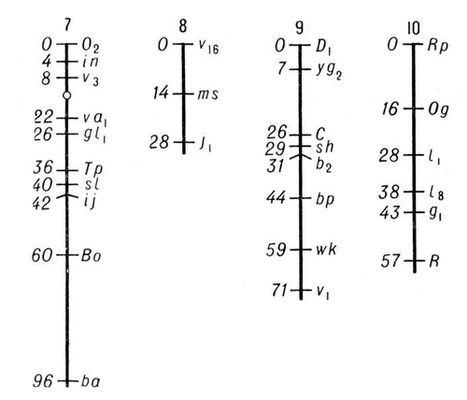 7
0 O₂
4 in
8 v₃
22 va₁
26 gl₁
36 Tp
40 sl
42 ij
60 Bo
96 ba
8
0 v₁₆
14 ms
28 J₁
9
0 D₁
7 yg₂
26 C
29 sh
31 b₂
44 bp
59 wk
71 v₁
10
0 Rp
16 Og
28 l₁
38 l₈
43 g₁
57 R